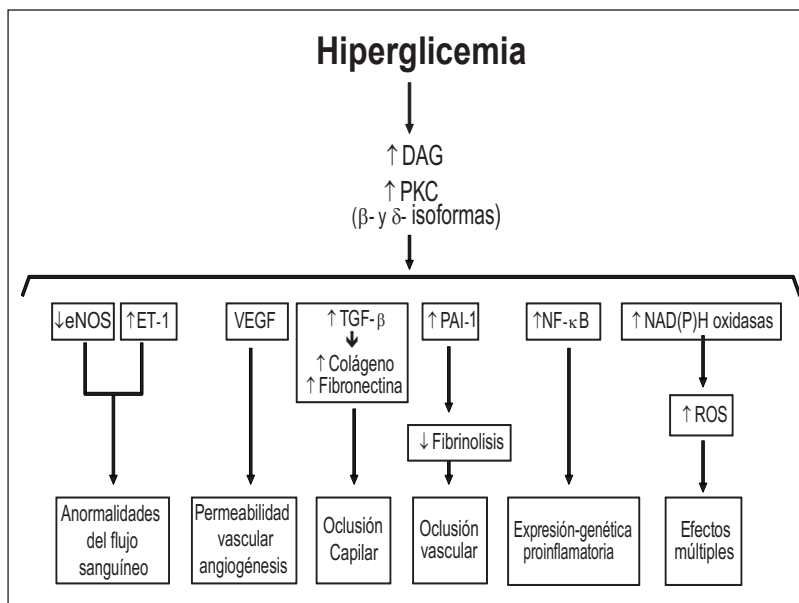 Hiperglicemia
↑ DAG
↑ PKC
(β- y δ- isoformas)
↓eNOS
↑ET-1
VEGF
↑ TGF- β
↑ Colágeno
↑ Fibronectina
↑ PAI-1
↑NF-κB
↑ NAD(P)H oxidasas
↓ Fibrinolisis
↑ ROS
Anormalidades
del flujo
sanguíneo
Permeabilidad
vascular
angiogénesis
Oclusión
Capilar
Oclusión
vascular
Expresión-genética
proinflamatoria
Efectos
múltiples